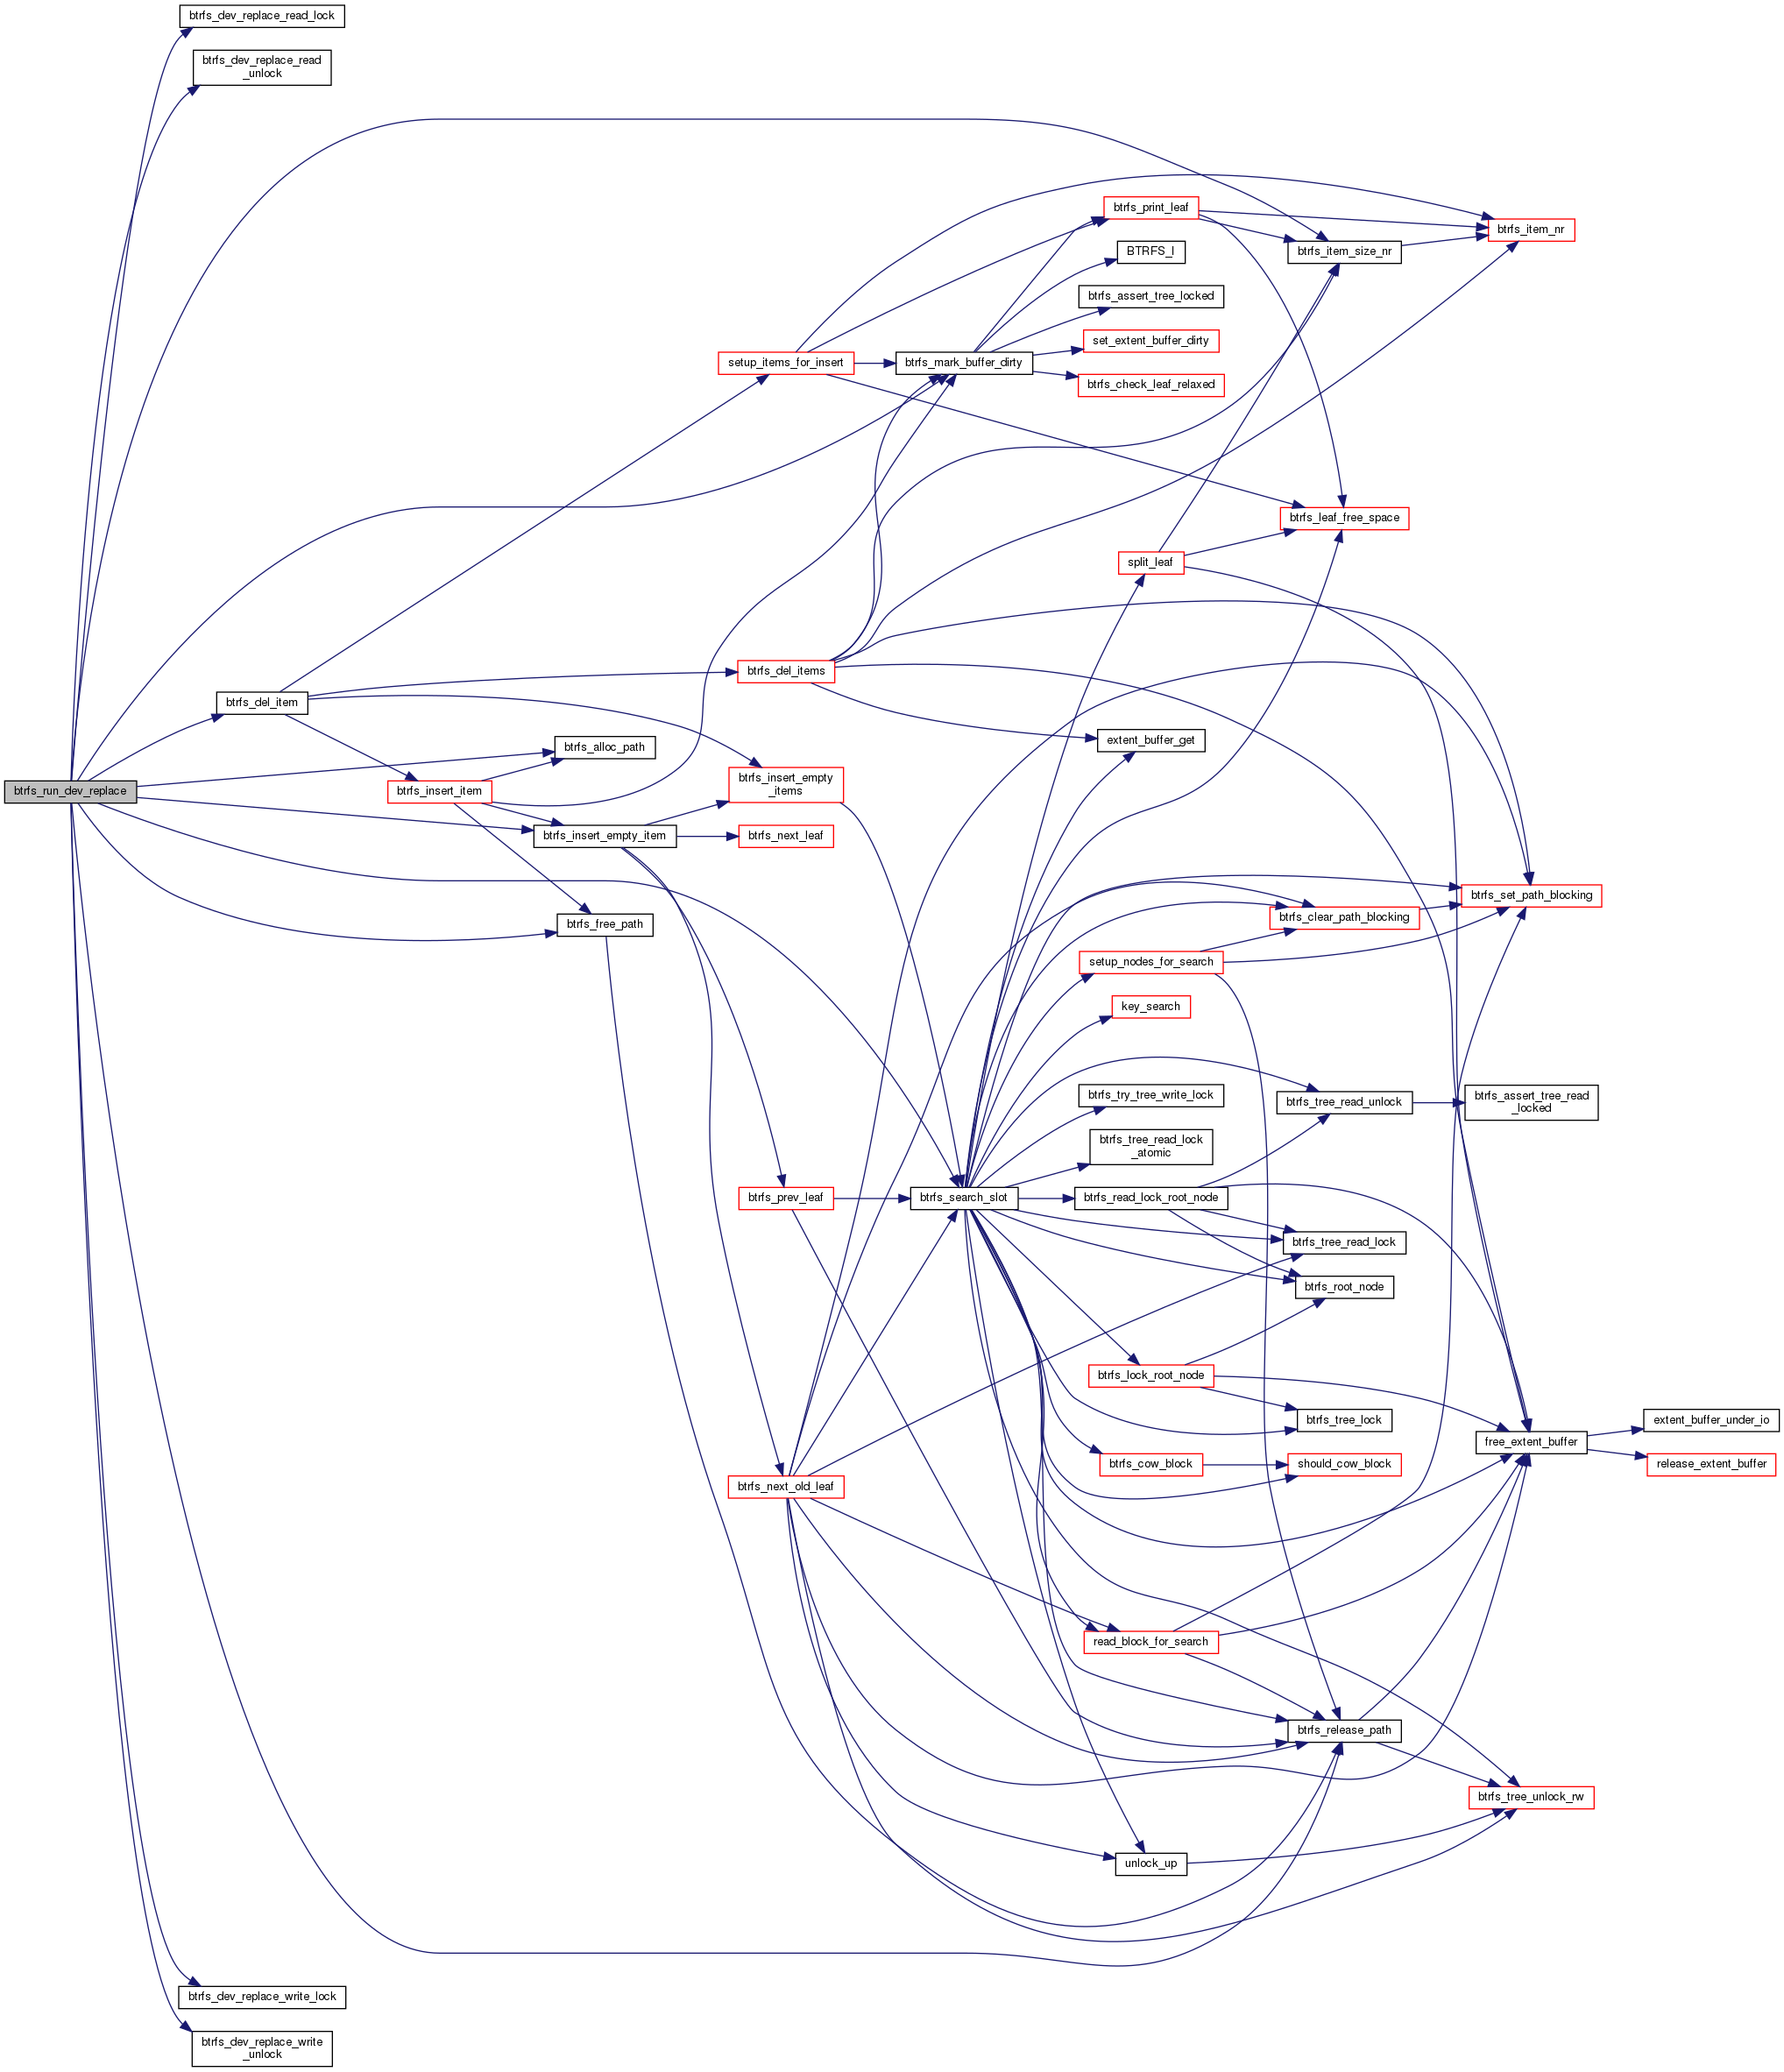 btrfs_dev_replace_read_lock
btrfs_dev_replace_read
_unlock
btrfs_print_leaf
btrfs_item_nr
BTRFS_I
btrfs_item_size_nr
btrfs_assert_tree_locked
set_extent_buffer_dirty
setup_items_for_insert
btrfs_mark_buffer_dirty
btrfs_check_leaf_relaxed
btrfs_leaf_free_space
split_leaf
btrfs_del_items
btrfs_del_item
extent_buffer_get
btrfs_alloc_path
btrfs_run_dev_replace
btrfs_insert_item
btrfs_insert_empty
_items
btrfs_insert_empty_item
btrfs_next_leaf
btrfs_set_path_blocking
btrfs_clear_path_blocking
btrfs_free_path
setup_nodes_for_search
key_search
btrfs_try_tree_write_lock
btrfs_tree_read_unlock
btrfs_assert_tree_read
_locked
btrfs_tree_read_lock
_atomic
btrfs_prev_leaf
btrfs_search_slot
btrfs_read_lock_root_node
btrfs_tree_read_lock
btrfs_root_node
btrfs_lock_root_node
btrfs_tree_lock
extent_buffer_under_io
free_extent_buffer
btrfs_cow_block
should_cow_block
release_extent_buffer
btrfs_next_old_leaf
read_block_for_search
btrfs_release_path
btrfs_tree_unlock_rw
unlock_up
btrfs_dev_replace_write_lock
btrfs_dev_replace_write
_unlock